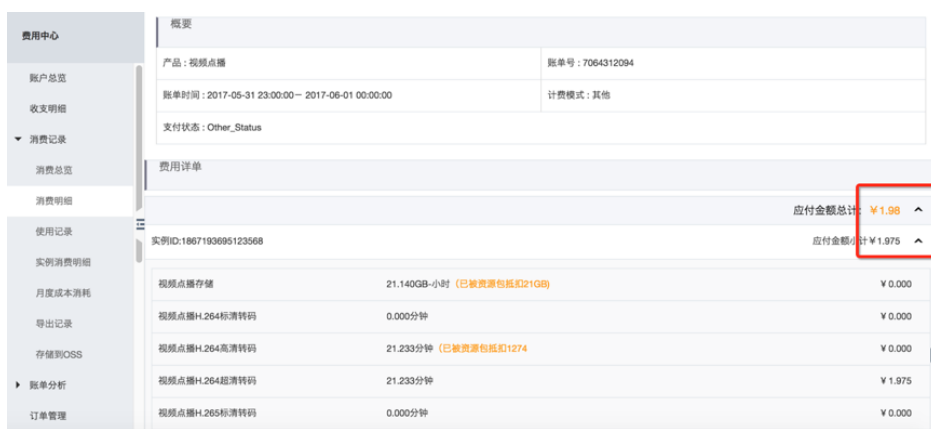 费用中心
账户总览
收支明细
消费记录
消费总览
消费明细
使用记录
实例消费明细
月度成本消耗
导出记录
存储到OSS
账单分析
订单管理
概要
产品 : 视频点播 账单号 : 7064312094
账单时间 : 2017-05-31 23:00:00－ 2017-06-01 00:00:00 计费模式 : 其他
支付状态 : Other_Status
费用详单
应付金额总计: ￥1.98
实例ID:1867193695123568 应付金额小计￥1.975
视频点播存储 21.140GB-小时（已被资源包抵扣21GB) ￥0.000
视频点播H.264标清转码 0.000分钟 ￥0.000
视频点播H.264高清转码 21.233分钟（已被资源包抵扣1274 ￥0.000
视频点播H.264超清转码 21.233分钟 ￥1.975
视频点播H.265标清转码 0.000分钟 ￥0.000